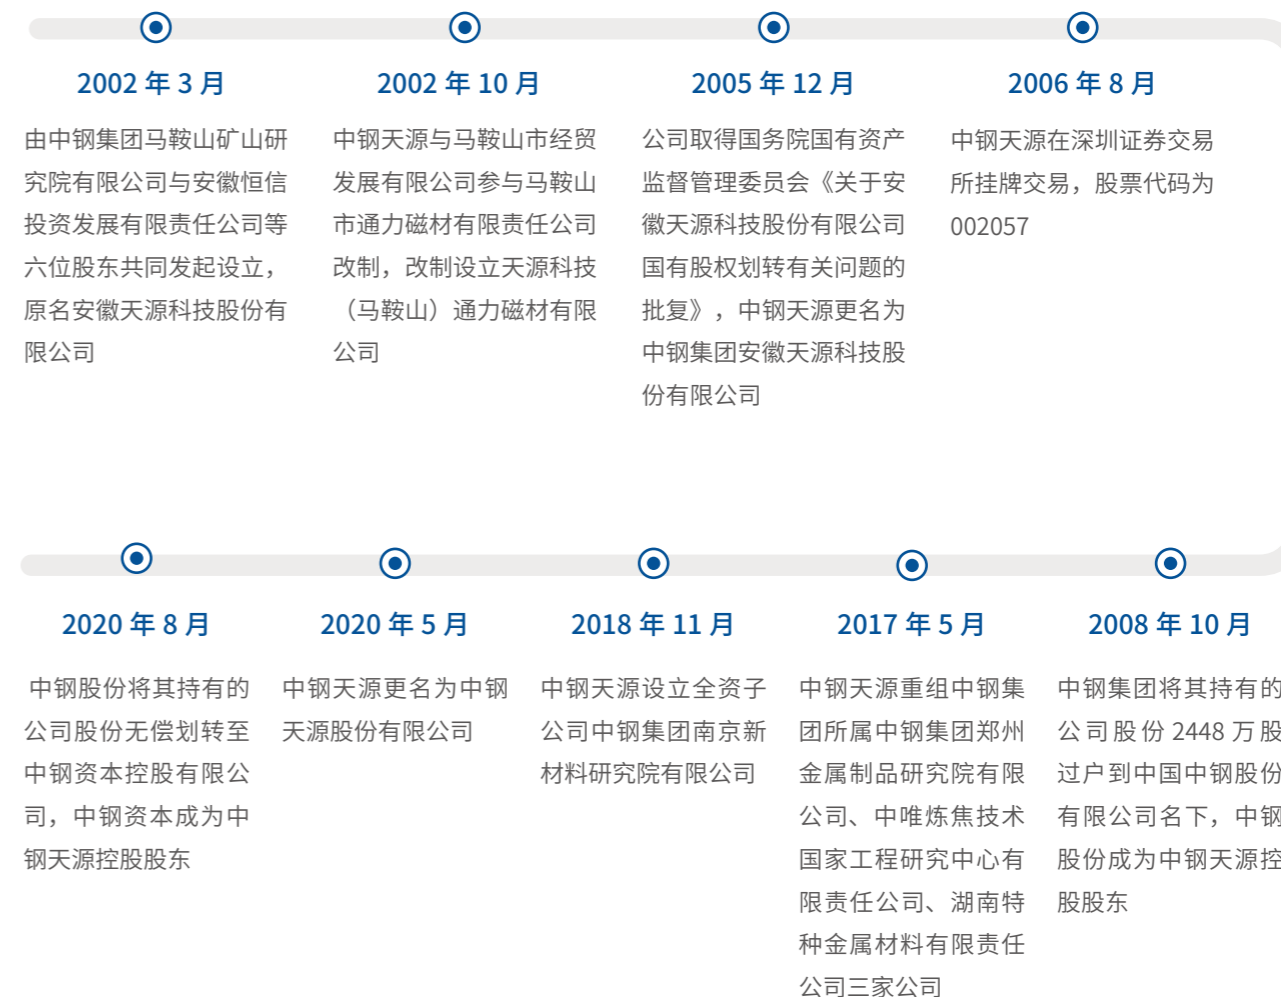 2002 年 3 月
由中钢集团马鞍山矿山研
究院有限公司与安徽恒信
投资发展有限责任公司等
六位股东共同发起设立，
原名安徽天源科技股份有
限公司
2002 年 10 月
中钢天源与马鞍山市经贸
发展有限公司参与马鞍山
市通力磁材有限责任公司
改制，改制设立天源科技
（马鞍山）通力磁材有限
公司
2005 年 12 月
公司取得国务院国有资产
监督管理委员会《关于安
徽天源科技股份有限公司
国有股权划转有关问题的
批复》，中钢天源更名为
中钢集团安徽天源科技股
份有限公司
2006 年 8 月
中钢天源在深圳证券交易
所挂牌交易，股票代码为
002057
2020 年 8 月
中钢股份将其持有的
公司股份无偿划转至
中钢资本控股有限公
司，中钢资本成为中
钢天源控股股东
2020 年 5 月
中钢天源更名为中钢
天源股份有限公司
2018 年 11 月
中钢天源设立全资子
公司中钢集团南京新
材料研究院有限公司
2017 年 5 月
中钢天源重组中钢集
团所属中钢集团郑州
金属制品研究院有限
公司、中唯炼焦技术
国家工程研究中心有
限责任公司、湖南特
种金属材料有限责任
公司三家公司
2008 年 10 月
中钢集团将其持有的
公司股份 2448 万股
过户到中国中钢股份
有限公司名下，中钢
股份成为中钢天源控
股股东